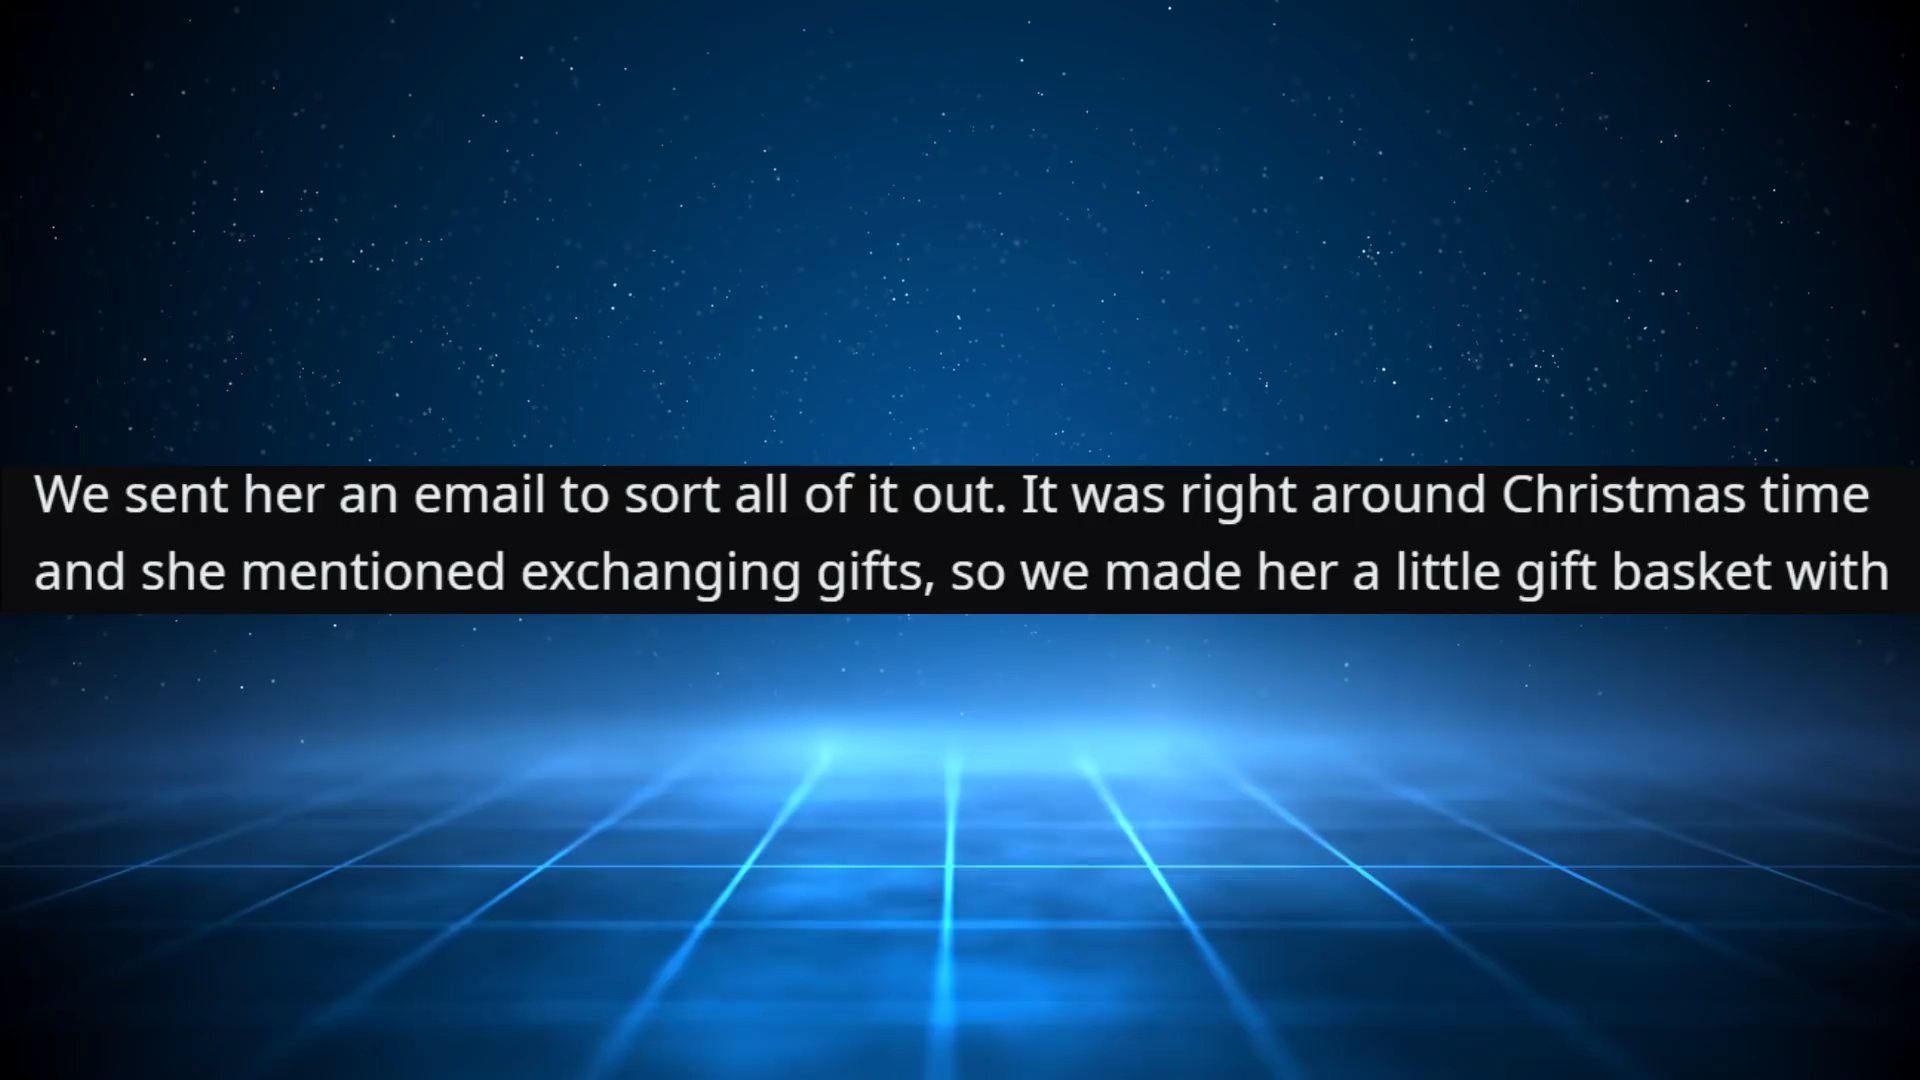 We sent her an email to sort all of it out. It was right around Christmas time
and she mentioned exchanging gifts, so we made her a little gift basket with